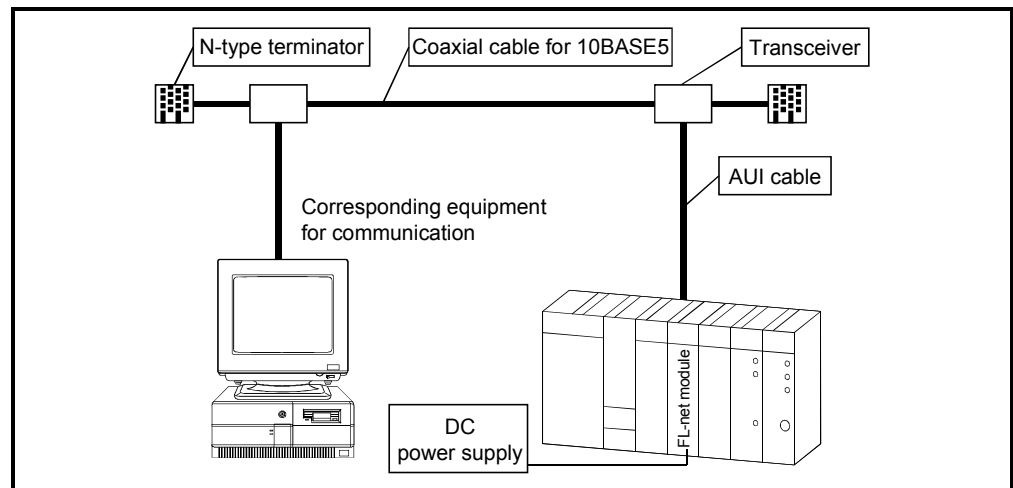 N-type terminator
Coaxial cable for 10BASE5
Transceiver
AUI cable
Corresponding equipment
for communication
FL-net module
DC
power supply